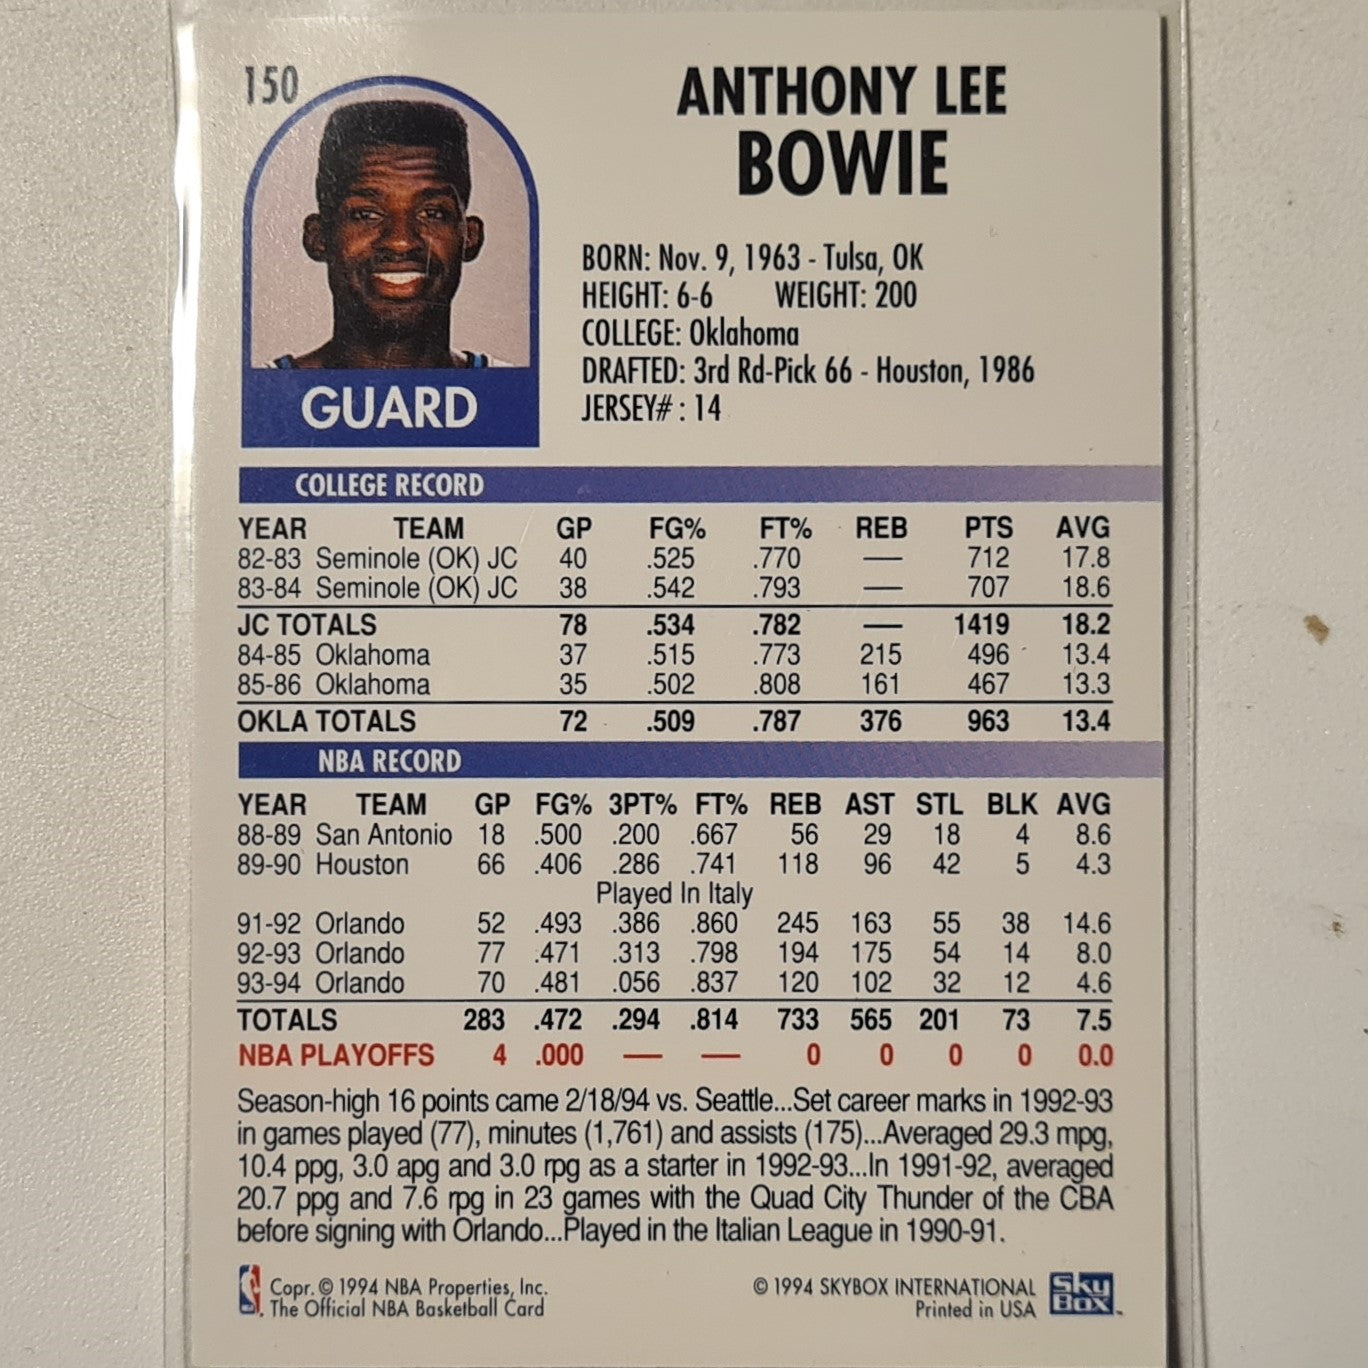 150
ANTHONY LEE
BOWIE
BORN: Nov. 9, 1963 - Tulsa, OK
HEIGHT: 6-6 WEIGHT: 200
COLLEGE: Oklahoma
DRAFTED: 3rd Rd-Pick 66 - Houston, 1986
JERSEY# : 14
GUARD
COLLEGE RECORD
YEAR TEAM GP FG% FT% REB PTS AVG
82-83 Seminole (OK) JC 40 .525 .770 — 712 17.8
83-84 Seminole (OK) JC 38 .542 .793 — 707 18.6
JC TOTALS 78 .534 .782 — 1419 18.2
84-85 Oklahoma 37 .515 .773 215 496 13.4
85-86 Oklahoma 35 .502 .808 161 467 13.3
OKLA TOTALS 72 .509 .787 376 963 13.4
NBA RECORD
YEAR TEAM GP FG% 3PT% FT% REB AST STL BLK AVG
88-89 San Antonio 18 .500 .200 .667 56 29 18 4 8.6
89-90 Houston 66 .406 .286 .741 118 96 42 5 4.3
Played In Italy
91-92 Orlando 52 .493 .386 .860 245 163 55 38 14.6
92-93 Orlando 77 .471 .313 .798 194 175 54 14 8.0
93-94 Orlando 70 .481 .056 .837 120 102 32 12 4.6
TOTALS 283 .472 .294 .814 733 565 201 73 7.5
NBA PLAYOFFS 4 .000 — — 0 0 0 0 0.0
Season-high 16 points came 2/18/94 vs. Seattle...Set career marks in 1992-93
in games played (77), minutes (1,761) and assists (175)...Averaged 29.3 mpg,
10.4 ppg, 3.0 apg and 3.0 rpg as a starter in 1992-93...In 1991-92, averaged
20.7 ppg and 7.6 rpg in 23 games with the Quad City Thunder of the CBA
before signing with Orlando...Played in the Italian League in 1990-91.
Copr. © 1994 NBA Properties, Inc.
The Official NBA Basketball Card
© 1994 SKYBOX INTERNATIONAL
Printed in USA
Sky
Box